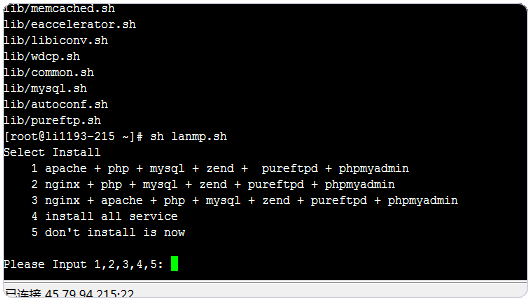 lib/memcached.sh
lib/eaccelerator.sh
lib/libiconv.sh
lib/wdcp.sh
lib/common.sh
lib/mysql.sh
lib/autoconf.sh
lib/pureftp.sh
[root@li1193-215 ~]# sh lanmp.sh
Select Install
    1 apache + php + mysql + zend +  pureftpd + phpmyadmin
    2 nginx + php + mysql + zend + pureftpd + phpmyadmin
    3 nginx + apache + php + mysql + zend + pureftpd + phpmyadmin
    4 install all service
    5 don't install is now
Please Input 1,2,3,4,5:
已连接 45.79.94.215:22